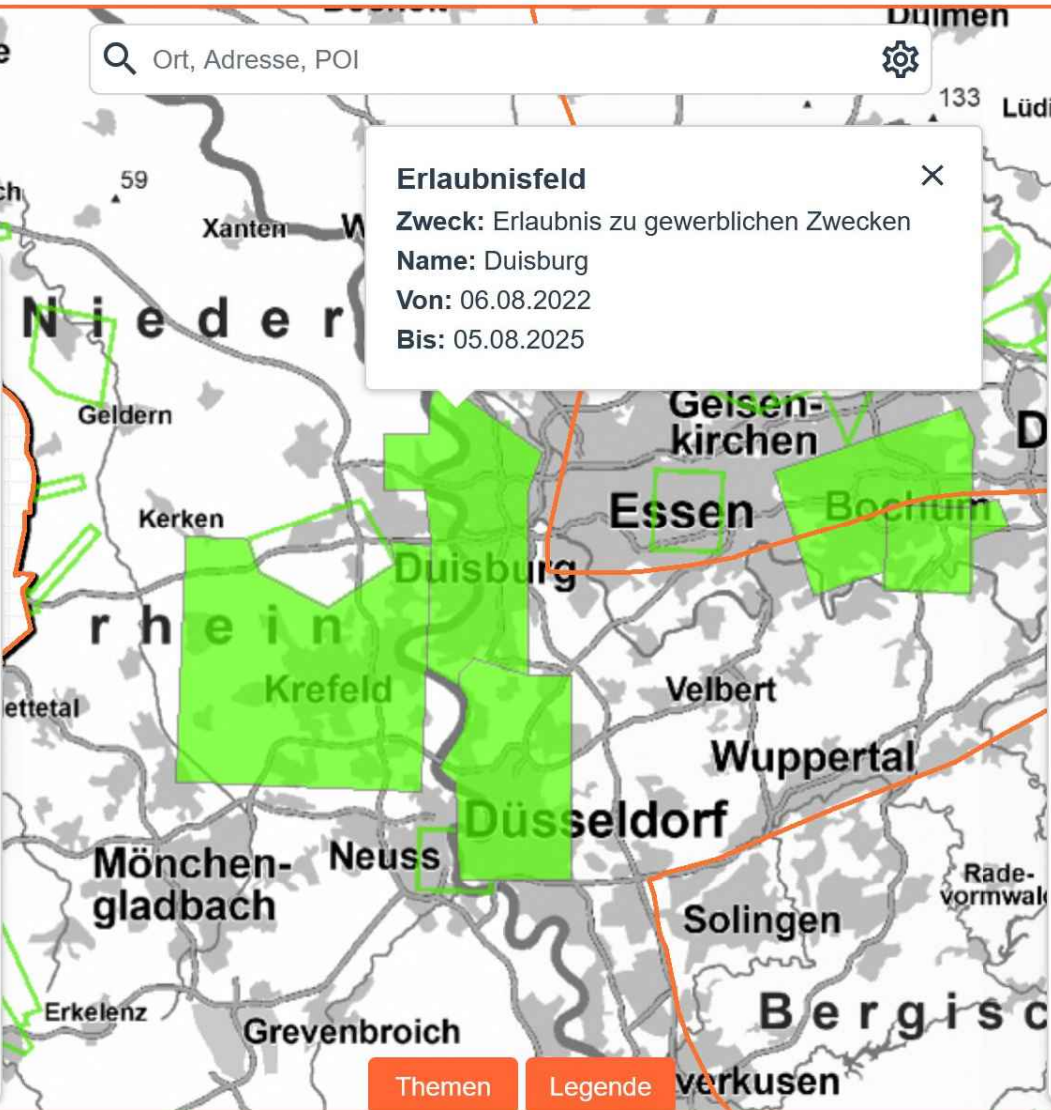 Dülmen
Ort, Adresse, POI
133
Lüdi
59
ch
Xanten
W
Erlaubnisfeld
Zweck: Erlaubnis zu gewerblichen Zwecken
Name: Duisburg
Von: 06.08.2022
Bis: 05.08.2025
Nieder
Geldern
Gelsen-
kirchen
D
Kerken
Essen
Bochum
Duisburg
rhein
Krefeld
Velbert
ettetal
Wuppertal
Düsseldorf
Neuss
Mönchen-
gladbach
Rade-
vormwal
Solingen
Erkelenz
Grevenbroich
Bergisc
Themen
Legende
verkusen